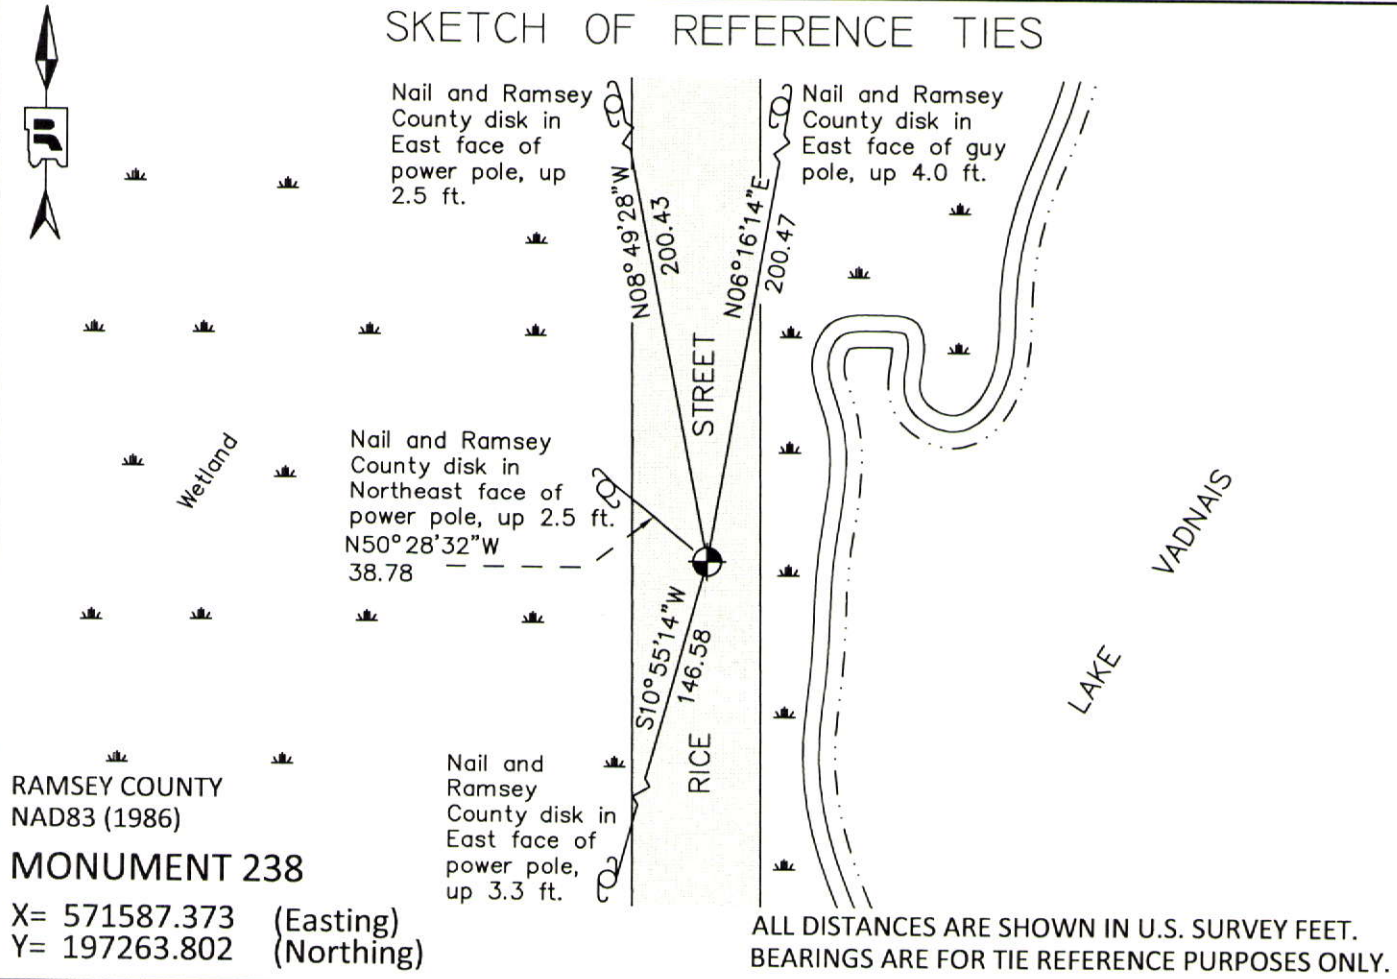 SKETCH OF REFERENCE TIES
R
Nail and Ramsey
County disk in
East face of
power pole, up
2.5 ft.
Nail and Ramsey
County disk in
East face of guy
pole, up 4.0 ft.
N08°49'28"W
200.43
N06°16'14"E
200.47
STREET
Wetland
Nail and Ramsey
County disk in
Northeast face of
power pole, up 2.5 ft.
N50°28'32"W
38.78
VADNAIS
LAKE
S10°55'14"W
146.58
RICE
Nail and
Ramsey
County disk in
East face of
power pole,
up 3.3 ft.
RAMSEY COUNTY
NAD83 (1986)
MONUMENT 238
X= 571587.373 (Easting)
Y= 197263.802 (Northing)
ALL DISTANCES ARE SHOWN IN U.S. SURVEY FEET.
BEARINGS ARE FOR TIE REFERENCE PURPOSES ONLY.